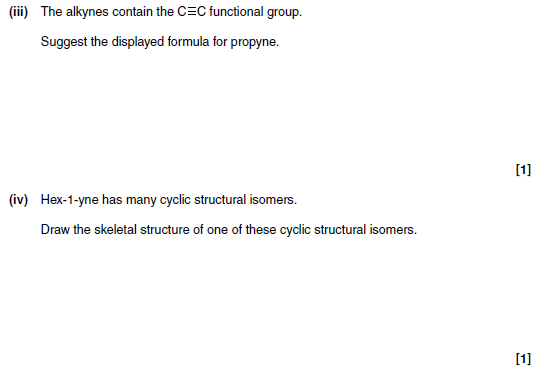 (iii) The alkynes contain the C≡C functional group.
Suggest the displayed formula for propyne.
[1]
(iv) Hex-1-yne has many cyclic structural isomers.
Draw the skeletal structure of one of these cyclic structural isomers.
[1]